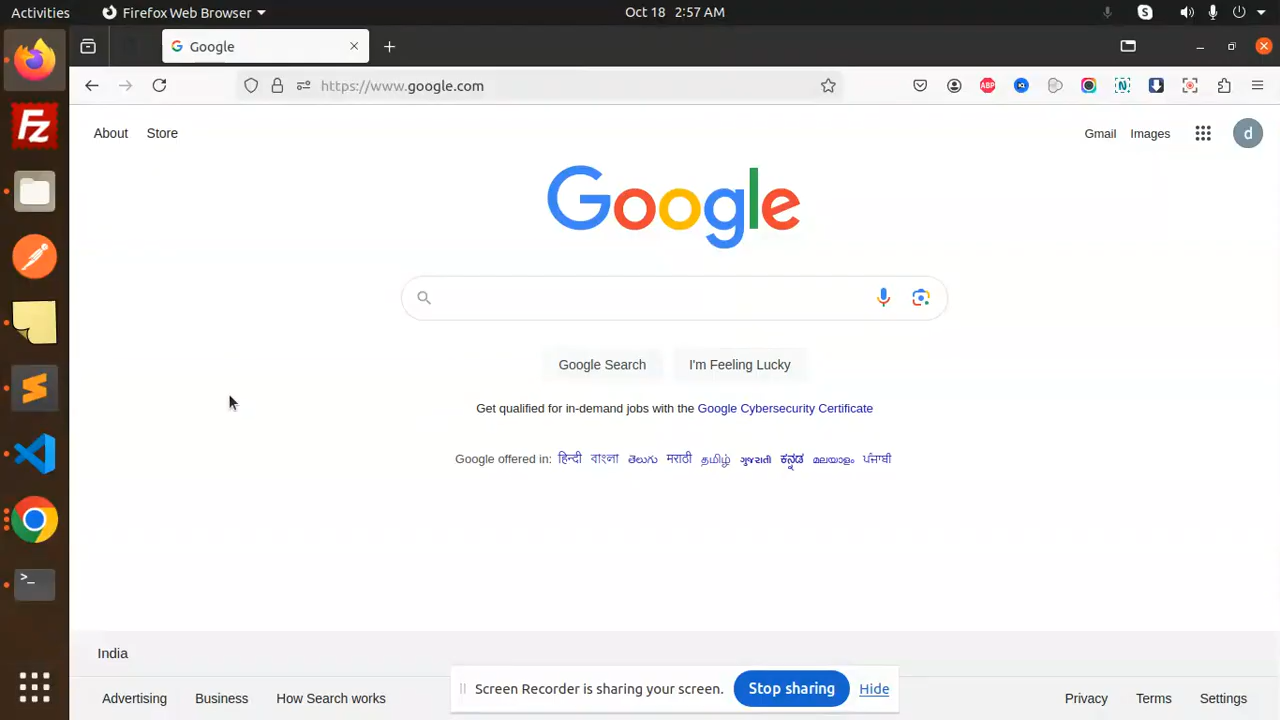 Activities Firefox Web Browser Oct 18 2:57 AM
Google
https://www.google.com
ABP
About Store Gmail Images d
Google
Google Search I'm Feeling Lucky
Get qualified for in-demand jobs with the Google Cybersecurity Certificate
Google offered in: हिन्दी বাংলা తెలుగు मराठी தமிழ் ગુજરાતી ಕನ್ನಡ മലയാളം ਪੰਜਾਬੀ
India
Screen Recorder is sharing your screen. Stop sharing Hide
Advertising Business How Search works Privacy Terms Settings